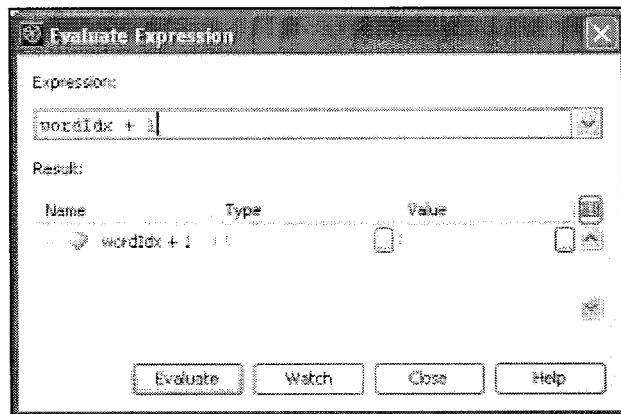 Evaluate Expression
Expression:
wordIdx + 1
Result:
Name Type Value
wordIdx + 1
Evaluate Watch Close Help